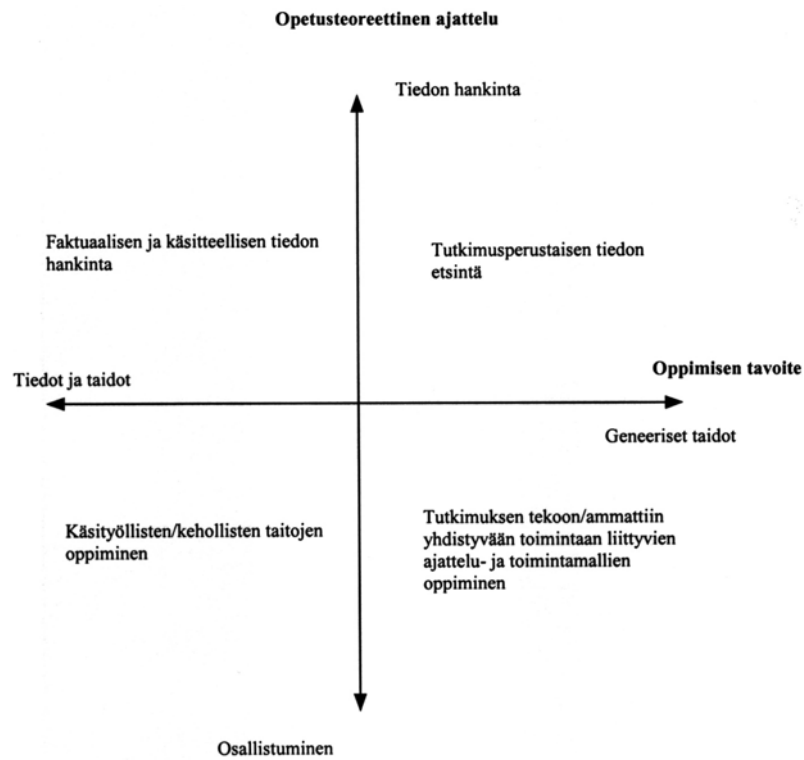 Opetusteoreettinen ajattelu
Tiedon hankinta
Faktuaalisen ja käsitteellisen tiedon
hankinta
Tutkimusperustaisen tiedon
etsintä
Oppimisen tavoite
Tiedot ja taidot
Geneeriset taidot
Käsityöllisten/kehollisten taitojen
oppiminen
Tutkimuksen tekoon/ammattiin
yhdistyvään toimintaan liittyvien
ajattelu- ja toimintamallien
oppiminen
Osallistuminen